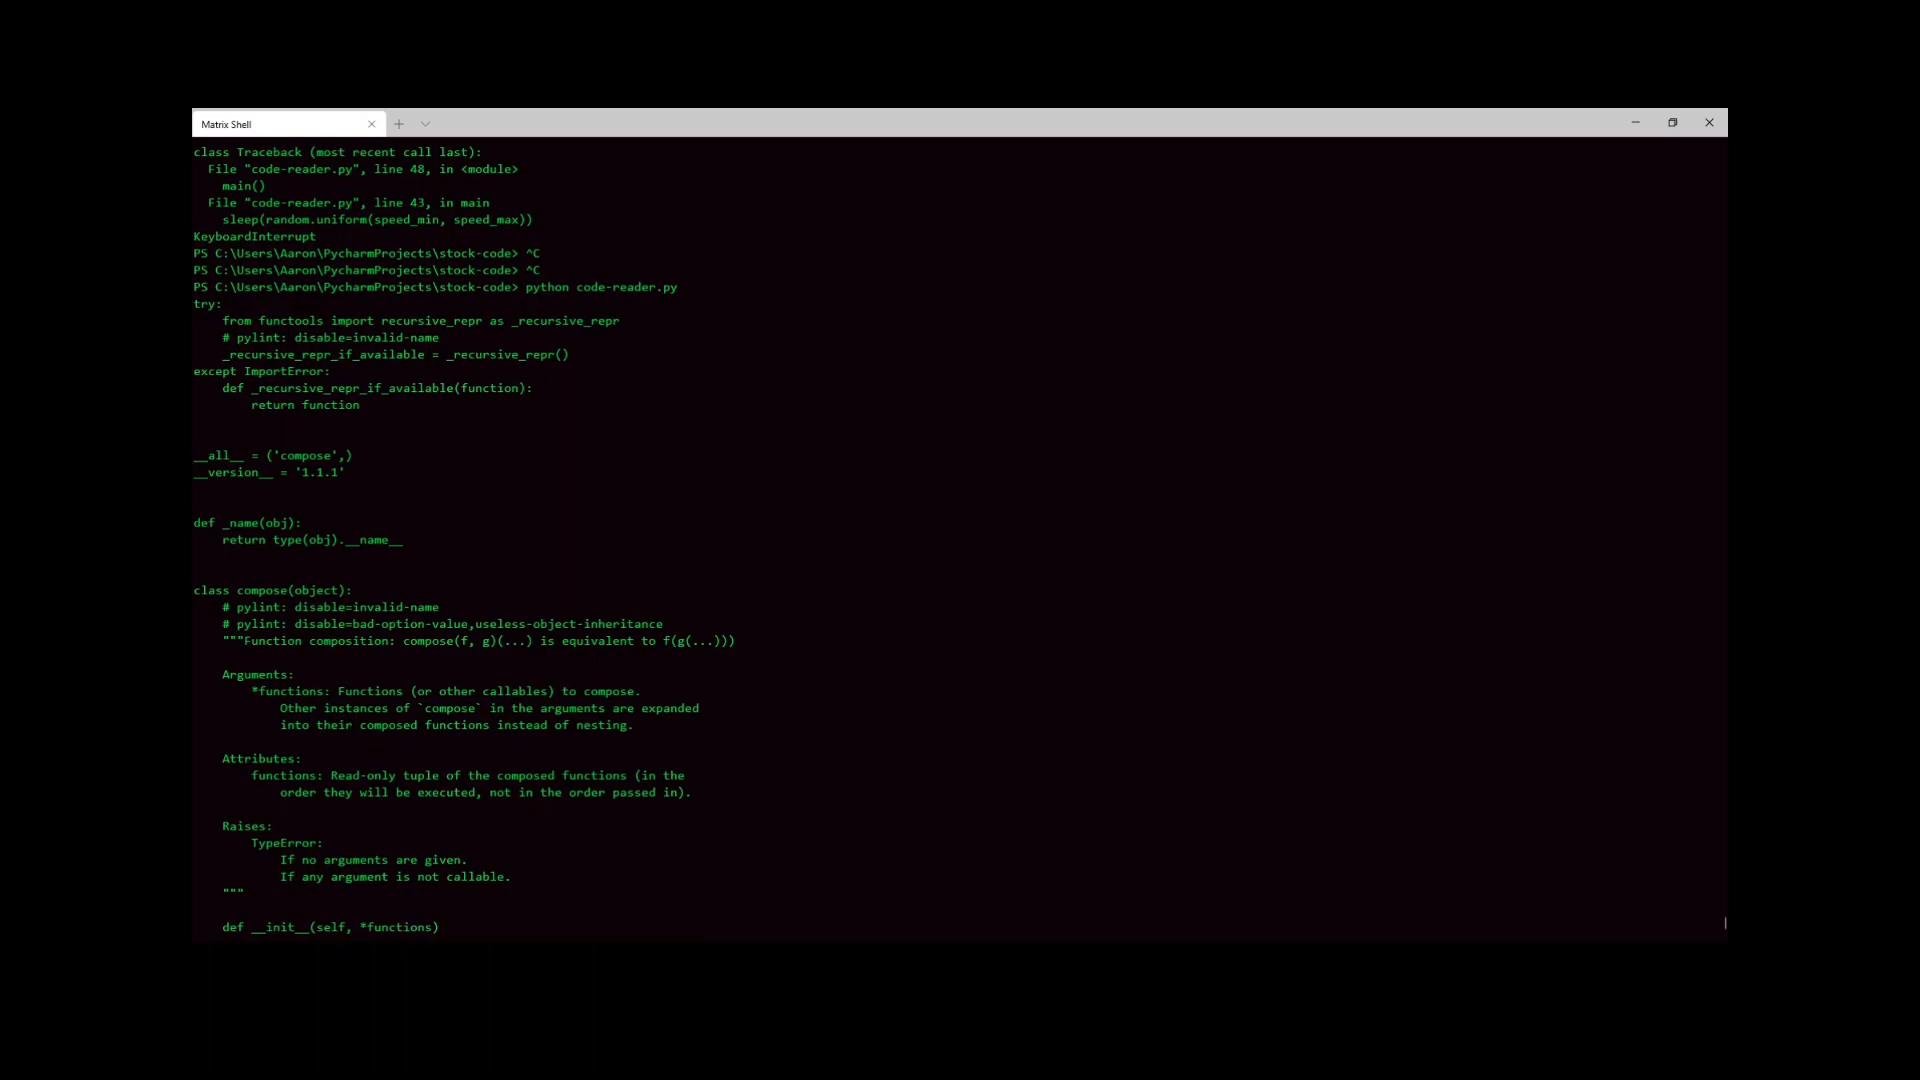 Matrix Shell
class Traceback (most recent call last):
  File "code-reader.py", line 48, in <module>
    main()
  File "code-reader.py", line 43, in main
    sleep(random.uniform(speed_min, speed_max))
KeyboardInterrupt
PS C:\Users\Aaron\PycharmProjects\stock-code> ^C
PS C:\Users\Aaron\PycharmProjects\stock-code> ^C
PS C:\Users\Aaron\PycharmProjects\stock-code> python code-reader.py
try:
    from functools import recursive_repr as _recursive_repr
    # pylint: disable=invalid-name
    _recursive_repr_if_available = _recursive_repr()
except ImportError:
    def _recursive_repr_if_available(function):
        return function


__all__ = ('compose',)
__version__ = '1.1.1'


def _name(obj):
    return type(obj).__name__


class compose(object):
    # pylint: disable=invalid-name
    # pylint: disable=bad-option-value,useless-object-inheritance
    """Function composition: compose(f, g)(...) is equivalent to f(g(...)))

    Arguments:
        *functions: Functions (or other callables) to compose.
            Other instances of `compose` in the arguments are expanded
            into their composed functions instead of nesting.

    Attributes:
        functions: Read-only tuple of the composed functions (in the
            order they will be executed, not in the order passed in).

    Raises:
        TypeError:
            If no arguments are given.
            If any argument is not callable.
    """

    def __init__(self, *functions)